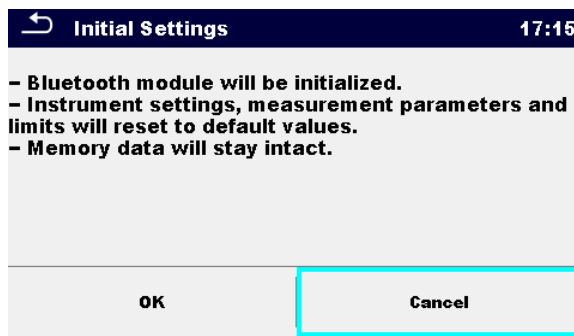 Initial Settings 17:15
– Bluetooth module will be initialized.
– Instrument settings, measurement parameters and
limits will reset to default values.
– Memory data will stay intact.
OK Cancel